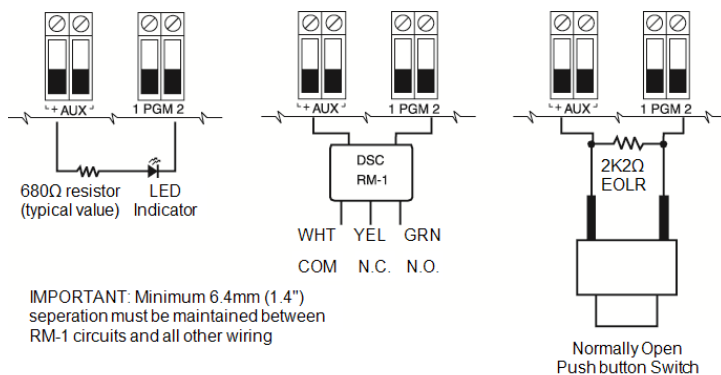 + AUX -
1 PGM 2
680Ω resistor
(typical value)
LED
Indicator
+ AUX -
1 PGM 2
DSC
RM-1
WHT YEL GRN
COM N.C. N.O.
IMPORTANT: Minimum 6.4mm (1.4")
seperation must be maintained between
RM-1 circuits and all other wiring
+ AUX -
1 PGM 2
2K2Ω
EOLR
Normally Open
Push button Switch